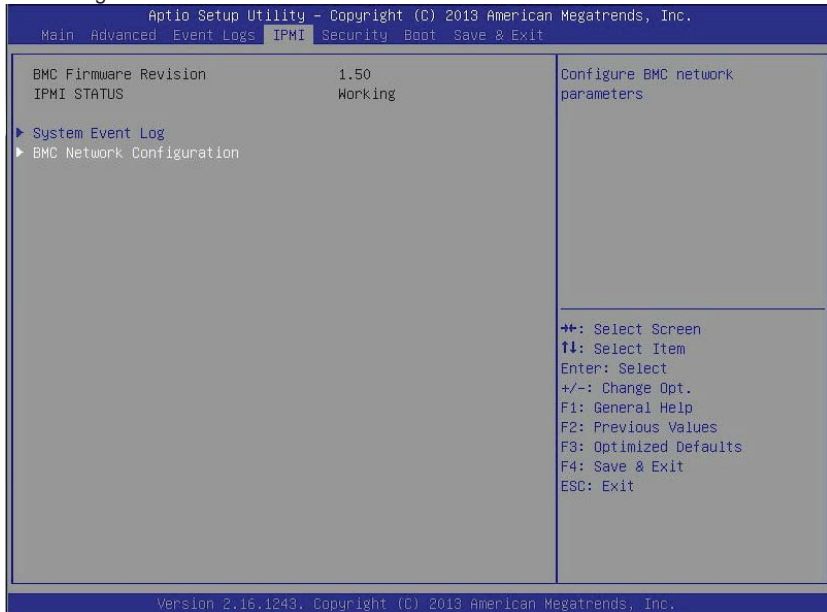 Aptio Setup Utility – Copyright (C) 2013 American Megatrends, Inc.
Main Advanced Event Logs IPMI Security Boot Save & Exit
BMC Firmware Revision 1.50
IPMI STATUS Working
▶ System Event Log
▶ BMC Network Configuration
Configure BMC network
parameters
→←: Select Screen
↑↓: Select Item
Enter: Select
+/-: Change Opt.
F1: General Help
F2: Previous Values
F3: Optimized Defaults
F4: Save & Exit
ESC: Exit
Version 2.16.1243. Copyright (C) 2013 American Megatrends, Inc.